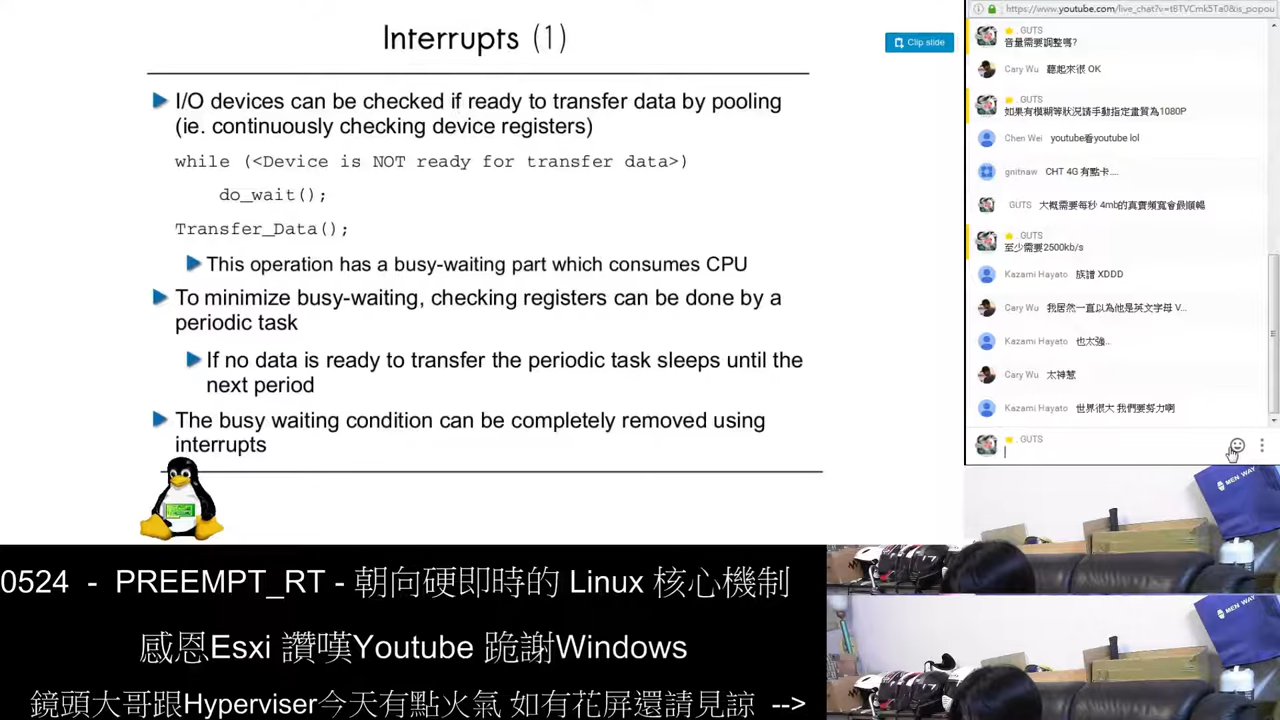 Interrupts (1)
Clip slide
I/O devices can be checked if ready to transfer data by pooling
(ie. continuously checking device registers)
while (<Device is NOT ready for transfer data>)
do_wait();
Transfer_Data();
This operation has a busy-waiting part which consumes CPU
To minimize busy-waiting, checking registers can be done by a
periodic task
If no data is ready to transfer the periodic task sleeps until the
next period
The busy waiting condition can be completely removed using
interrupts
https://www.youtube.com/live_chat?v=t8TVCmk5Ta0&is_popou
. GUTS
音量需要調整嗎?
Cary Wu 聽起來很 OK
. GUTS
如果有模糊等狀況請手動指定畫質為1080P
Chen Wei youtube看youtube lol
gnitnaw CHT 4G 有點卡....
GUTS 大概需要每秒 4mb的真實頻寬會最順暢
. GUTS
至少需要2500kb/s
Kazami Hayato 族譜 XDDD
Cary Wu 我居然一直以為他是英文字母 V...
Kazami Hayato 也太強..
Cary Wu 太神惹
Kazami Hayato 世界很大 我們要努力啊
. GUTS
MEN WAY
MEN WAY
0524 - PREEMPT_RT - 朝向硬即時的 Linux 核心機制
感恩Esxi 讚嘆Youtube 跪謝Windows
鏡頭大哥跟Hyperviser今天有點火氣 如有花屏還請見諒 -->